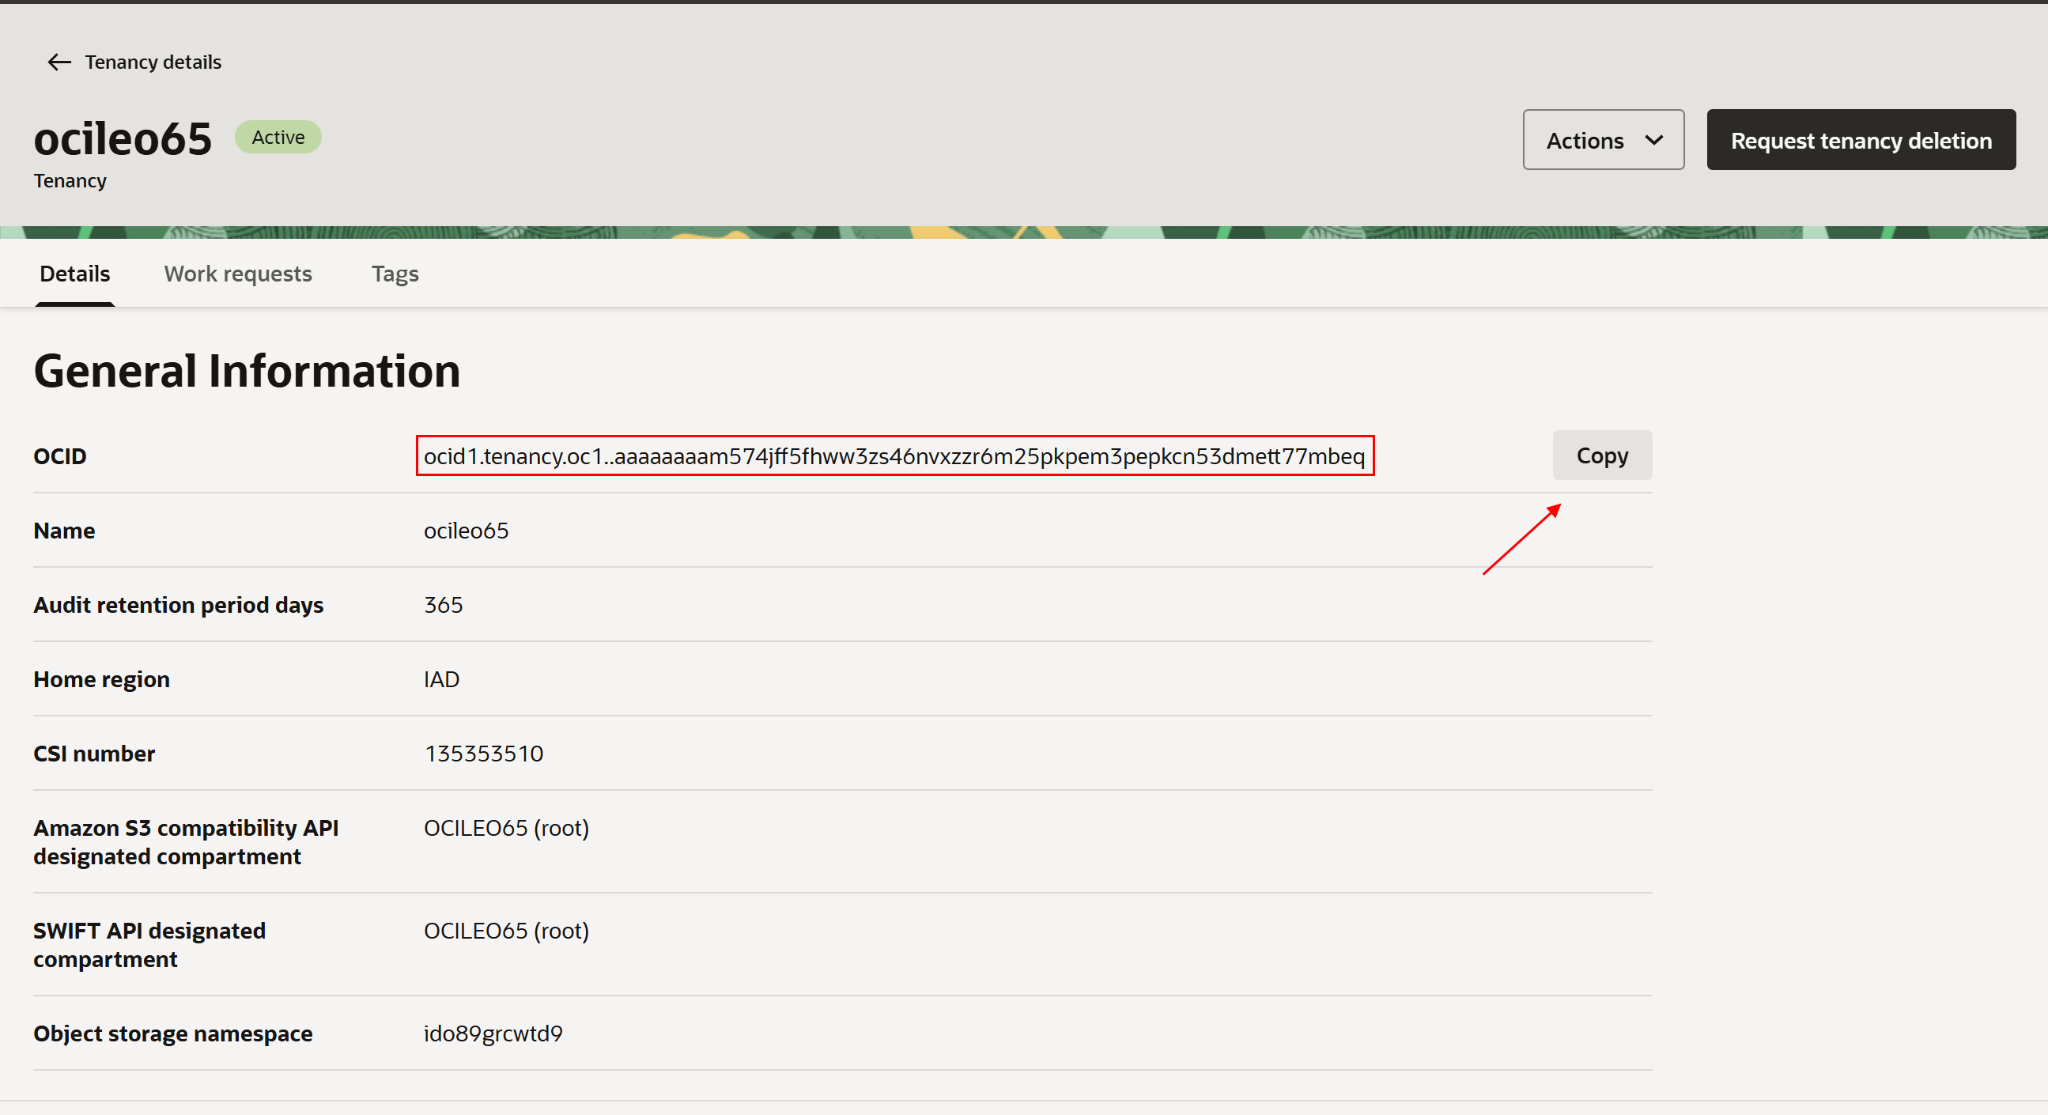 Tenancy details
ocileo65 Active
Tenancy
Actions
Request tenancy deletion
Details Work requests Tags
General Information
OCID ocid1.tenancy.oc1..aaaaaaaam574jff5fhww3zs46nvxzzr6m25pkpem3pepkcn53dmett77mbeq Copy
Name ocileo65
Audit retention period days 365
Home region IAD
CSI number 135353510
Amazon S3 compatibility API OCILEO65 (root)
designated compartment
SWIFT API designated OCILEO65 (root)
compartment
Object storage namespace ido89grcwtd9